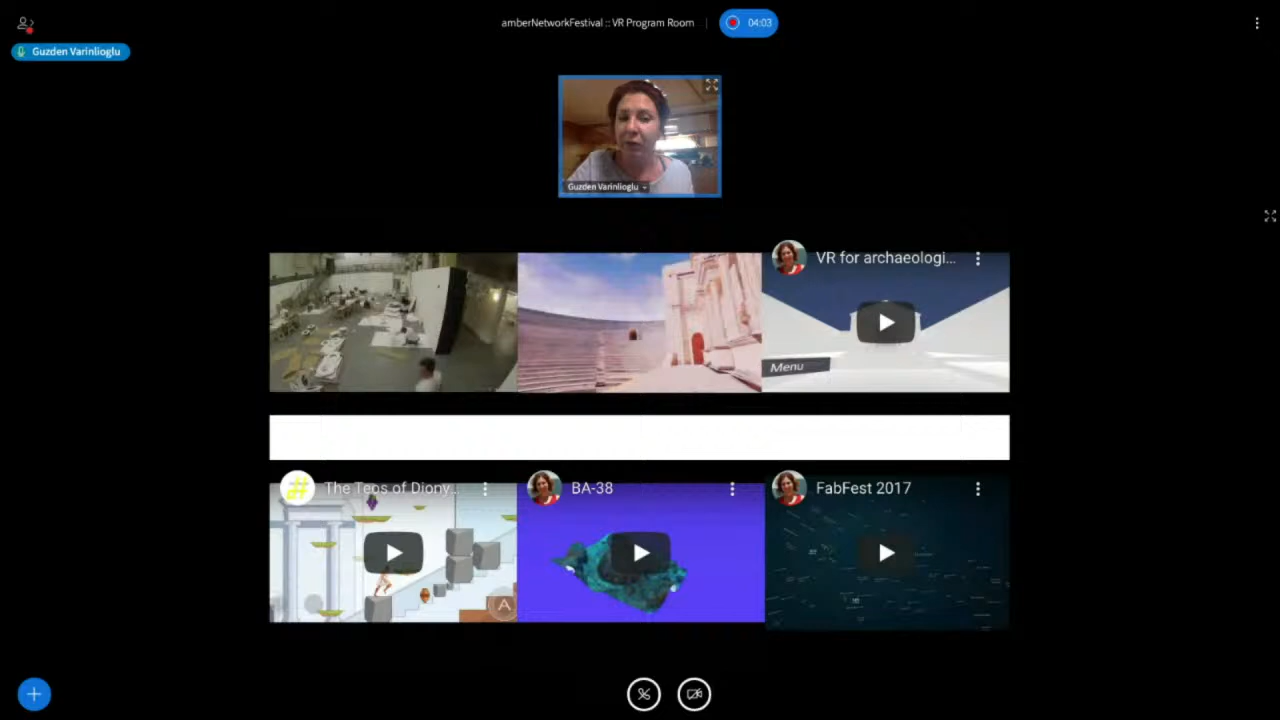 amberNetworkFestival :: VR Program Room
04:03
Guzden Varinlioglu
Guzden Varinlioglu
VR for archaeologi...
Menu
The Teos of Diony...
BA-38
FabFest 2017
A